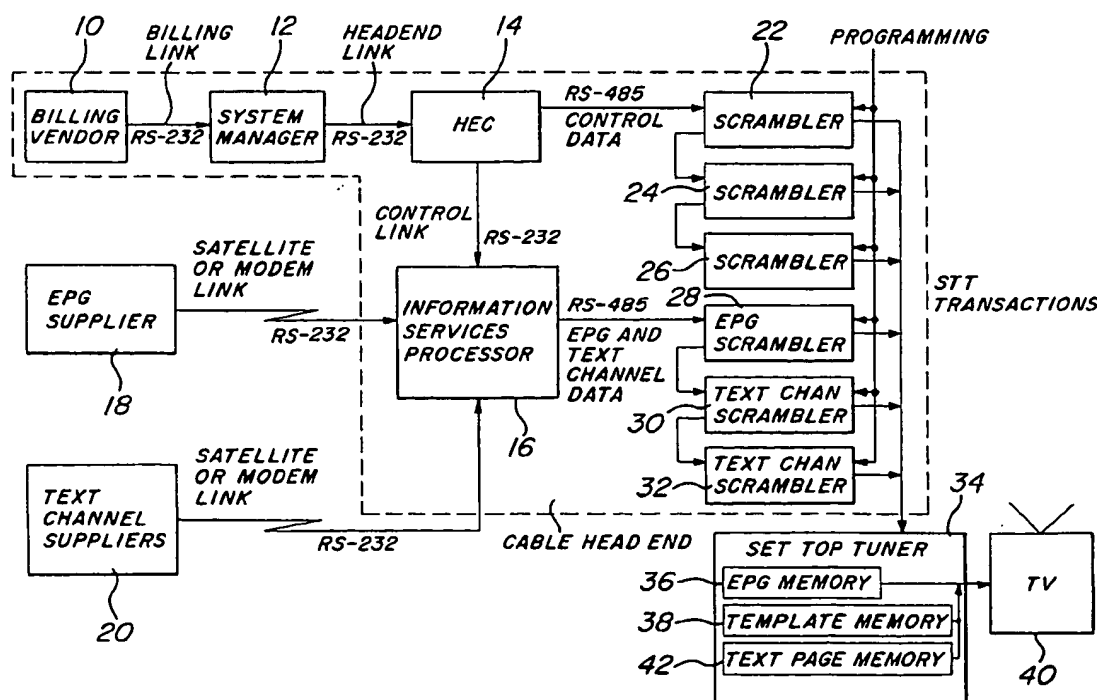 10
BILLING
LINK
12
HEADEND
LINK
14
22
PROGRAMMING
BILLING
VENDOR
RS-232
SYSTEM
MANAGER
RS-232
HEC
RS-485
CONTROL
DATA
SCRAMBLER
24
SCRAMBLER
26
SCRAMBLER
CONTROL
LINK
RS-232
SATELLITE
OR MODEM
LINK
EPG
SUPPLIER
RS-232
18
INFORMATION
SERVICES
PROCESSOR
16
RS-485
EPG AND
TEXT
CHANNEL
DATA
28
EPG
SCRAMBLER
STT
TRANSACTIONS
30
TEXT CHAN
SCRAMBLER
32
TEXT CHAN
SCRAMBLER
SATELLITE
OR MODEM
LINK
TEXT
CHANNEL
SUPPLIERS
RS-232
20
CABLE HEAD END
34
SET TOP TUNER
36
EPG MEMORY
38
TEMPLATE MEMORY
42
TEXT PAGE MEMORY
TV
40